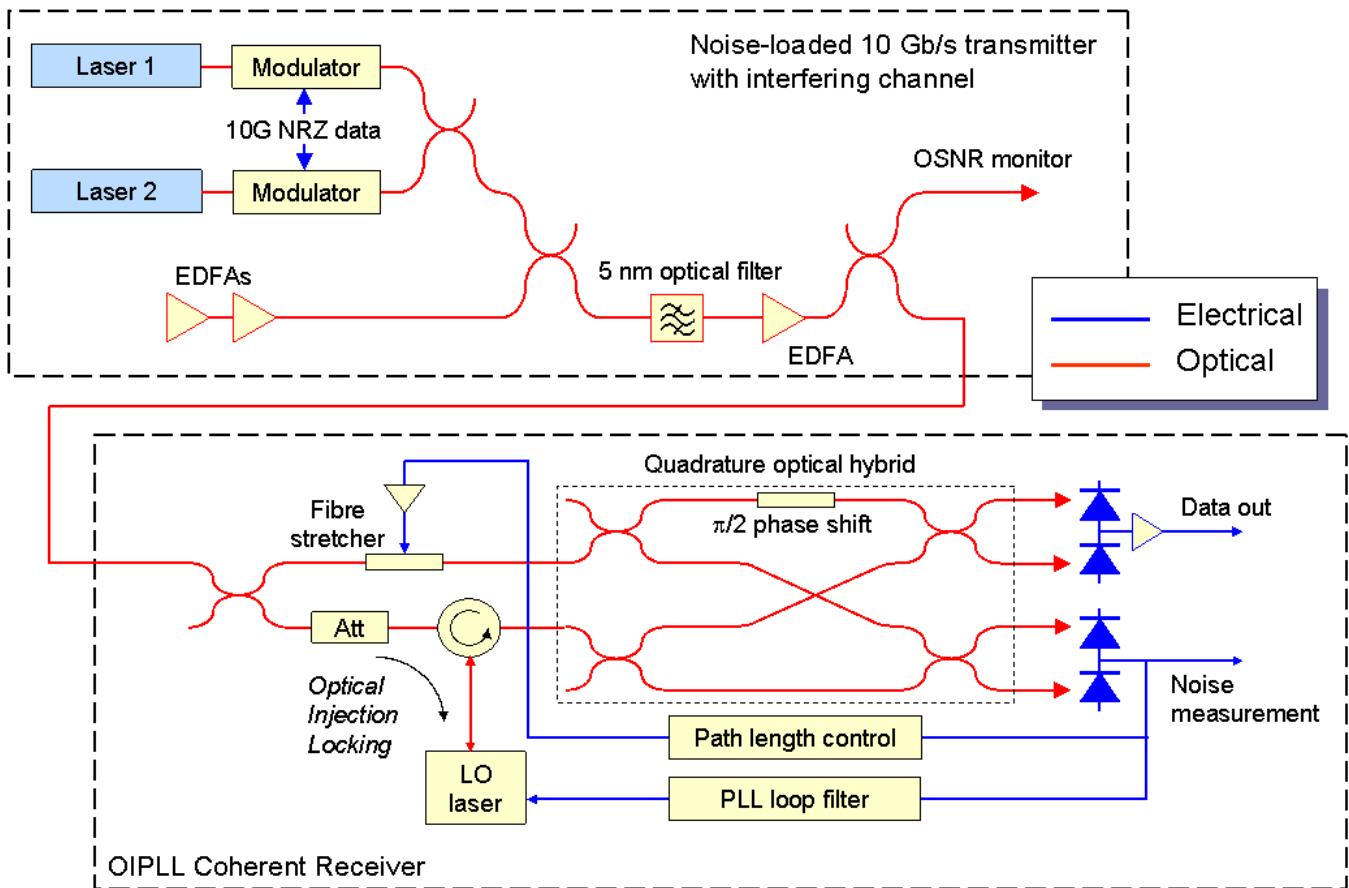 Noise-loaded 10 Gb/s transmitter
with interfering channel
Laser 1
Modulator
10G NRZ data
Laser 2
Modulator
OSNR monitor
EDFAs
5 nm optical filter
EDFA
Electrical
Optical
Quadrature optical hybrid
Fibre
stretcher
π/2 phase shift
Data out
Att
Optical
Injection
Locking
Noise
measurement
Path length control
LO
laser
PLL loop filter
OIPLL Coherent Receiver